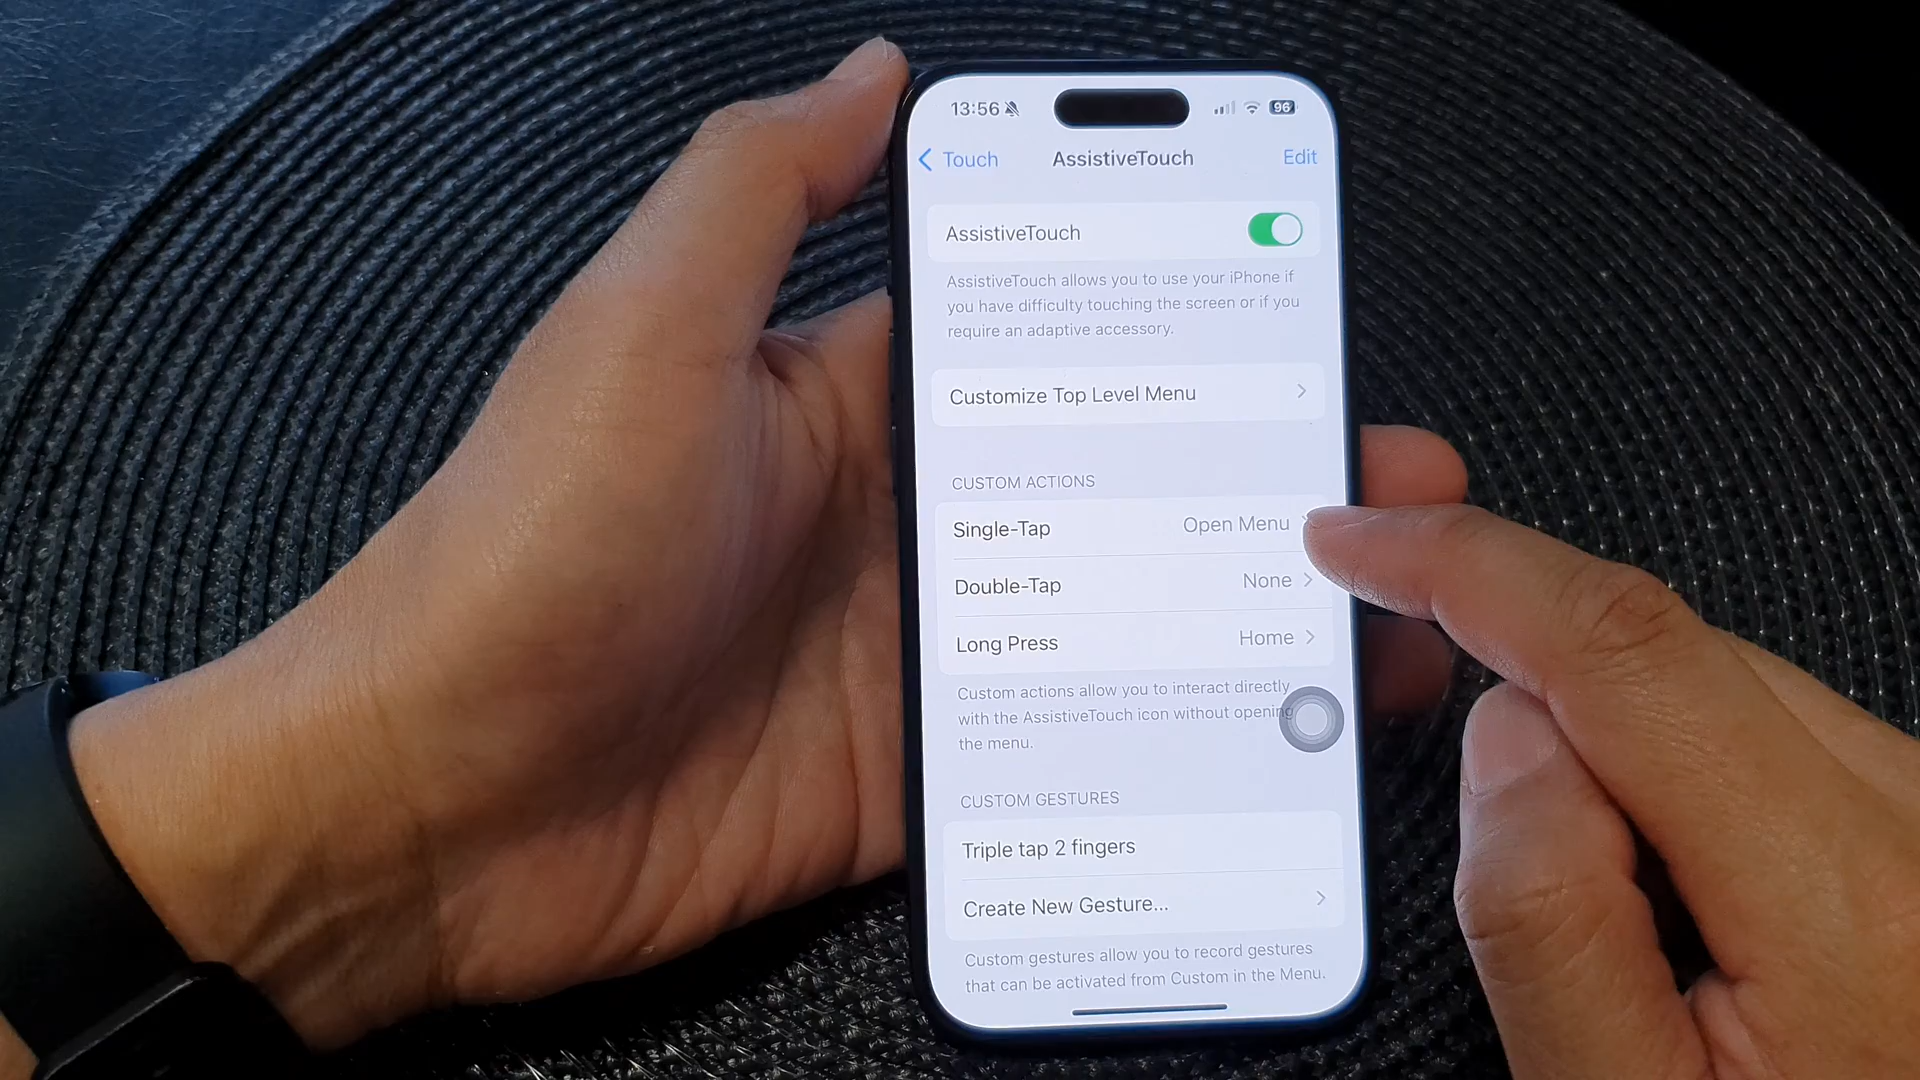 13:56
96
Touch
AssistiveTouch
Edit
AssistiveTouch
AssistiveTouch allows you to use your iPhone if
you have difficulty touching the screen or if you
require an adaptive accessory.
Customize Top Level Menu
CUSTOM ACTIONS
Single-Tap Open Menu
Double-Tap None
Long Press Home
Custom actions allow you to interact directly
with the AssistiveTouch icon without opening
the menu.
CUSTOM GESTURES
Triple tap 2 fingers
Create New Gesture...
Custom gestures allow you to record gestures
that can be activated from Custom in the Menu.